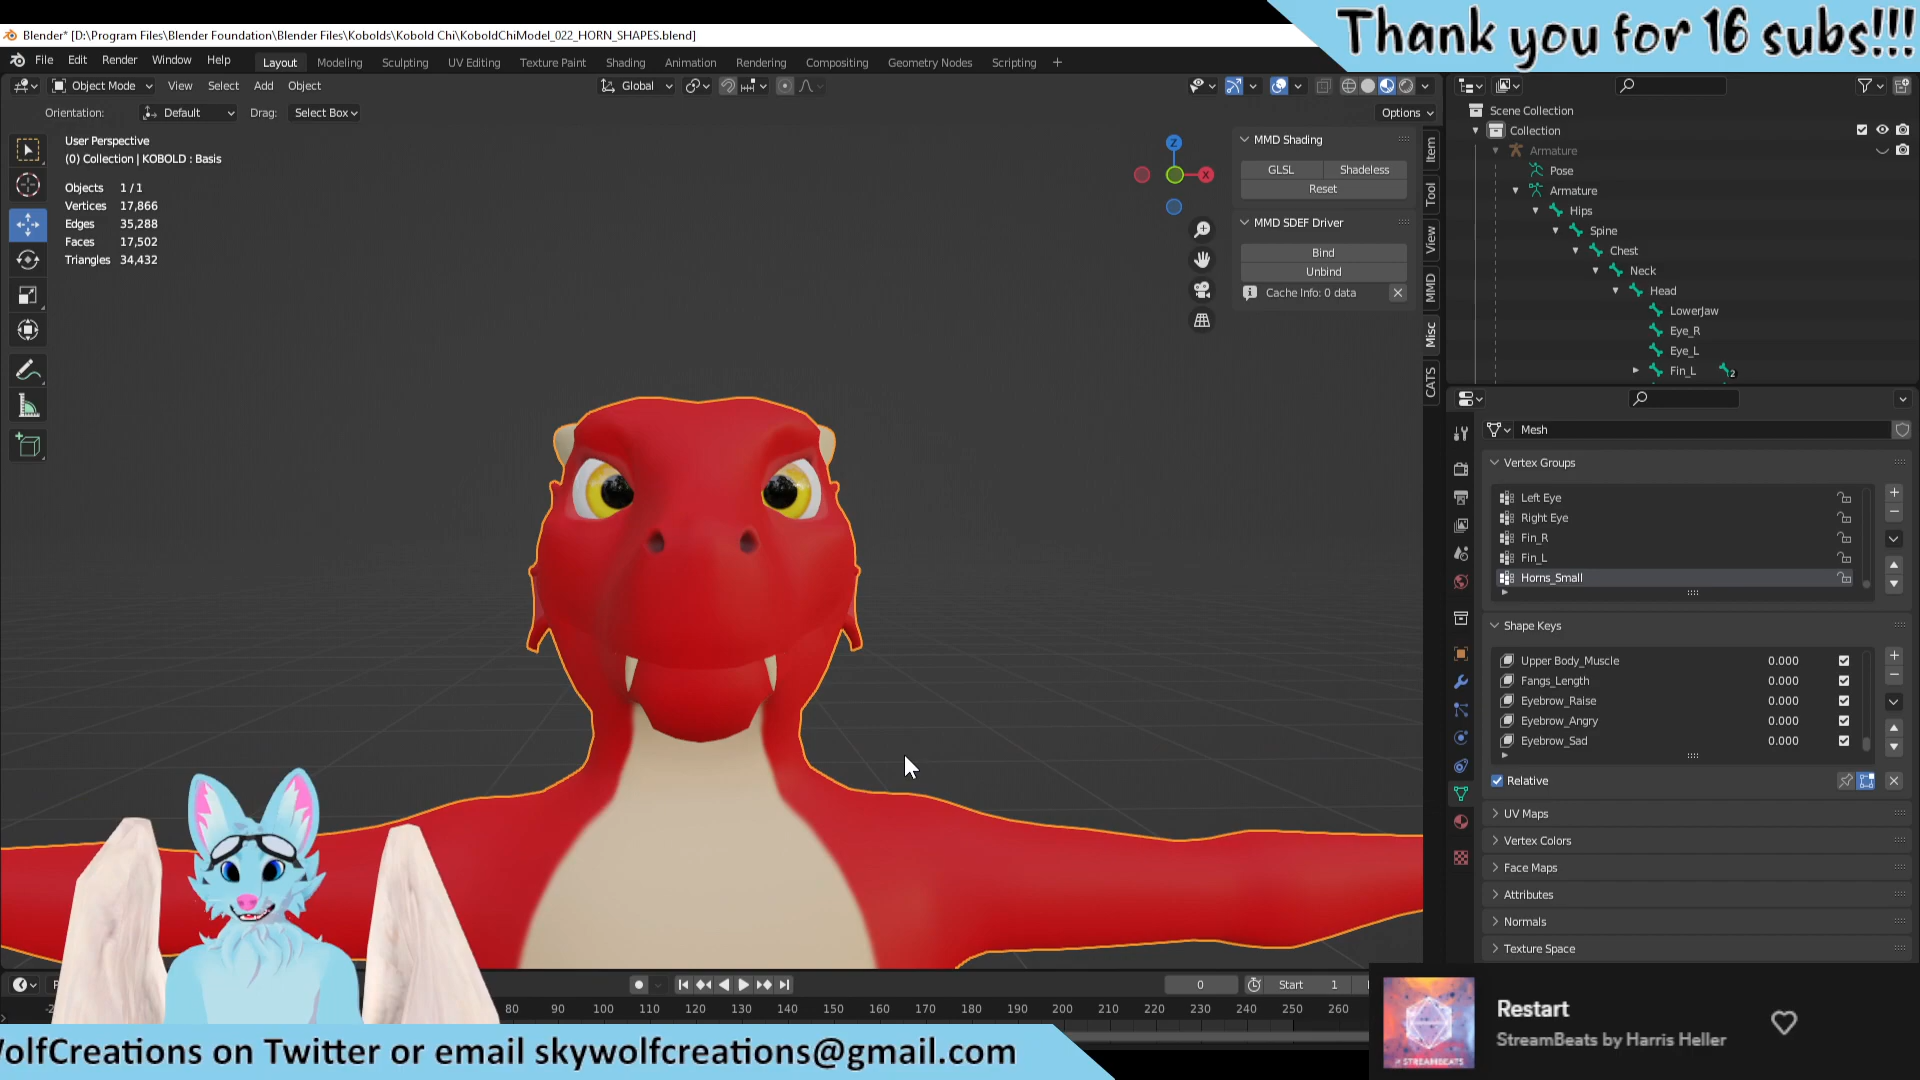 Thank you for 16 subs!!!
Blender* [D:\Program Files\Blender Foundation\Blender Files\Kobolds\Kobold Chi\KoboldChiModel_022_HORN_SHAPES.blend]
File Edit Render Window Help Layout Modeling Sculpting UV Editing Texture Paint Shading Animation Rendering Compositing Geometry Nodes Scripting +
Object Mode View Select Add Object Global
Orientation: Default Drag: Select Box Options
User Perspective
(0) Collection | KOBOLD : Basis
Objects 1 / 1
Vertices 17,866
Edges 35,288
Faces 17,502
Triangles 34,432
Z
X
MMD Shading
GLSL Shadeless
Reset
MMD SDEF Driver
Bind
Unbind
Cache Info: 0 data
Item
Tool
View
MMD
Misc
CATS
Scene Collection
Collection
Armature
Pose
Armature
Hips
Spine
Chest
Neck
Head
LowerJaw
Eye_R
Eye_L
Fin_L 2
Mesh
Vertex Groups
Left Eye
Right Eye
Fin_R
Fin_L
Horns_Small
Shape Keys
Upper Body_Muscle 0.000
Fangs_Length 0.000
Eyebrow_Raise 0.000
Eyebrow_Angry 0.000
Eyebrow_Sad 0.000
Relative
UV Maps
Vertex Colors
Face Maps
Attributes
Normals
Texture Space
0 Start 1
80 90 100 110 120 130 140 150 160 170 180 190 200 210 220 230 240 250 260
olfCreations on Twitter or email skywolfcreations@gmail.com
STREAMBEATS
Restart
StreamBeats by Harris Heller